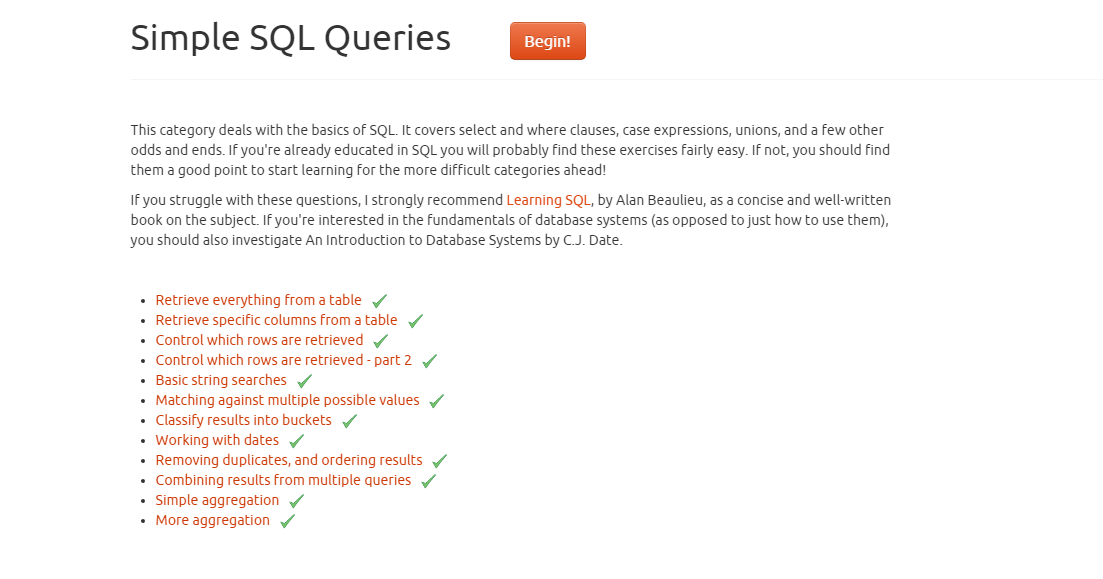 Simple SQL Queries
Begin!
This category deals with the basics of SQL. It covers select and where clauses, case expressions, unions, and a few other
odds and ends. If you're already educated in SQL you will probably find these exercises fairly easy. If not, you should find
them a good point to start learning for the more difficult categories ahead!
If you struggle with these questions, I strongly recommend Learning SQL, by Alan Beaulieu, as a concise and well-written
book on the subject. If you're interested in the fundamentals of database systems (as opposed to just how to use them),
you should also investigate An Introduction to Database Systems by C.J. Date.
Retrieve everything from a table
Retrieve specific columns from a table
Control which rows are retrieved
Control which rows are retrieved - part 2
Basic string searches
Matching against multiple possible values
Classify results into buckets
Working with dates
Removing duplicates, and ordering results
Combining results from multiple queries
Simple aggregation
More aggregation